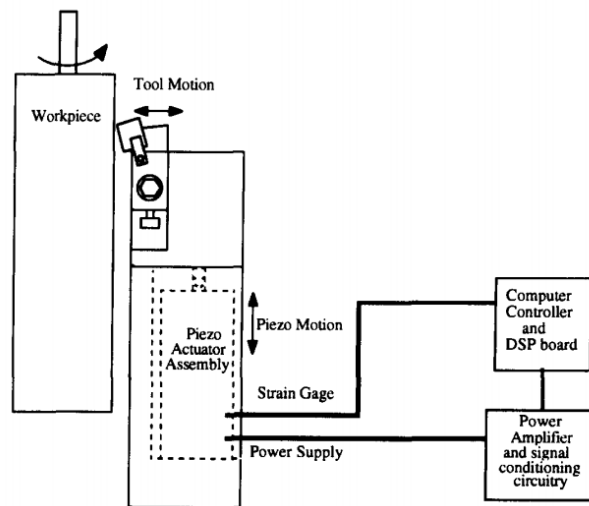 Tool Motion
Workpiece
Computer
Controller
and
DSP board
Piezo Motion
Piezo
Actuator
Assembly
Strain Gage
Power Supply
Power
Amplifier
and signal
conditioning
circuitry